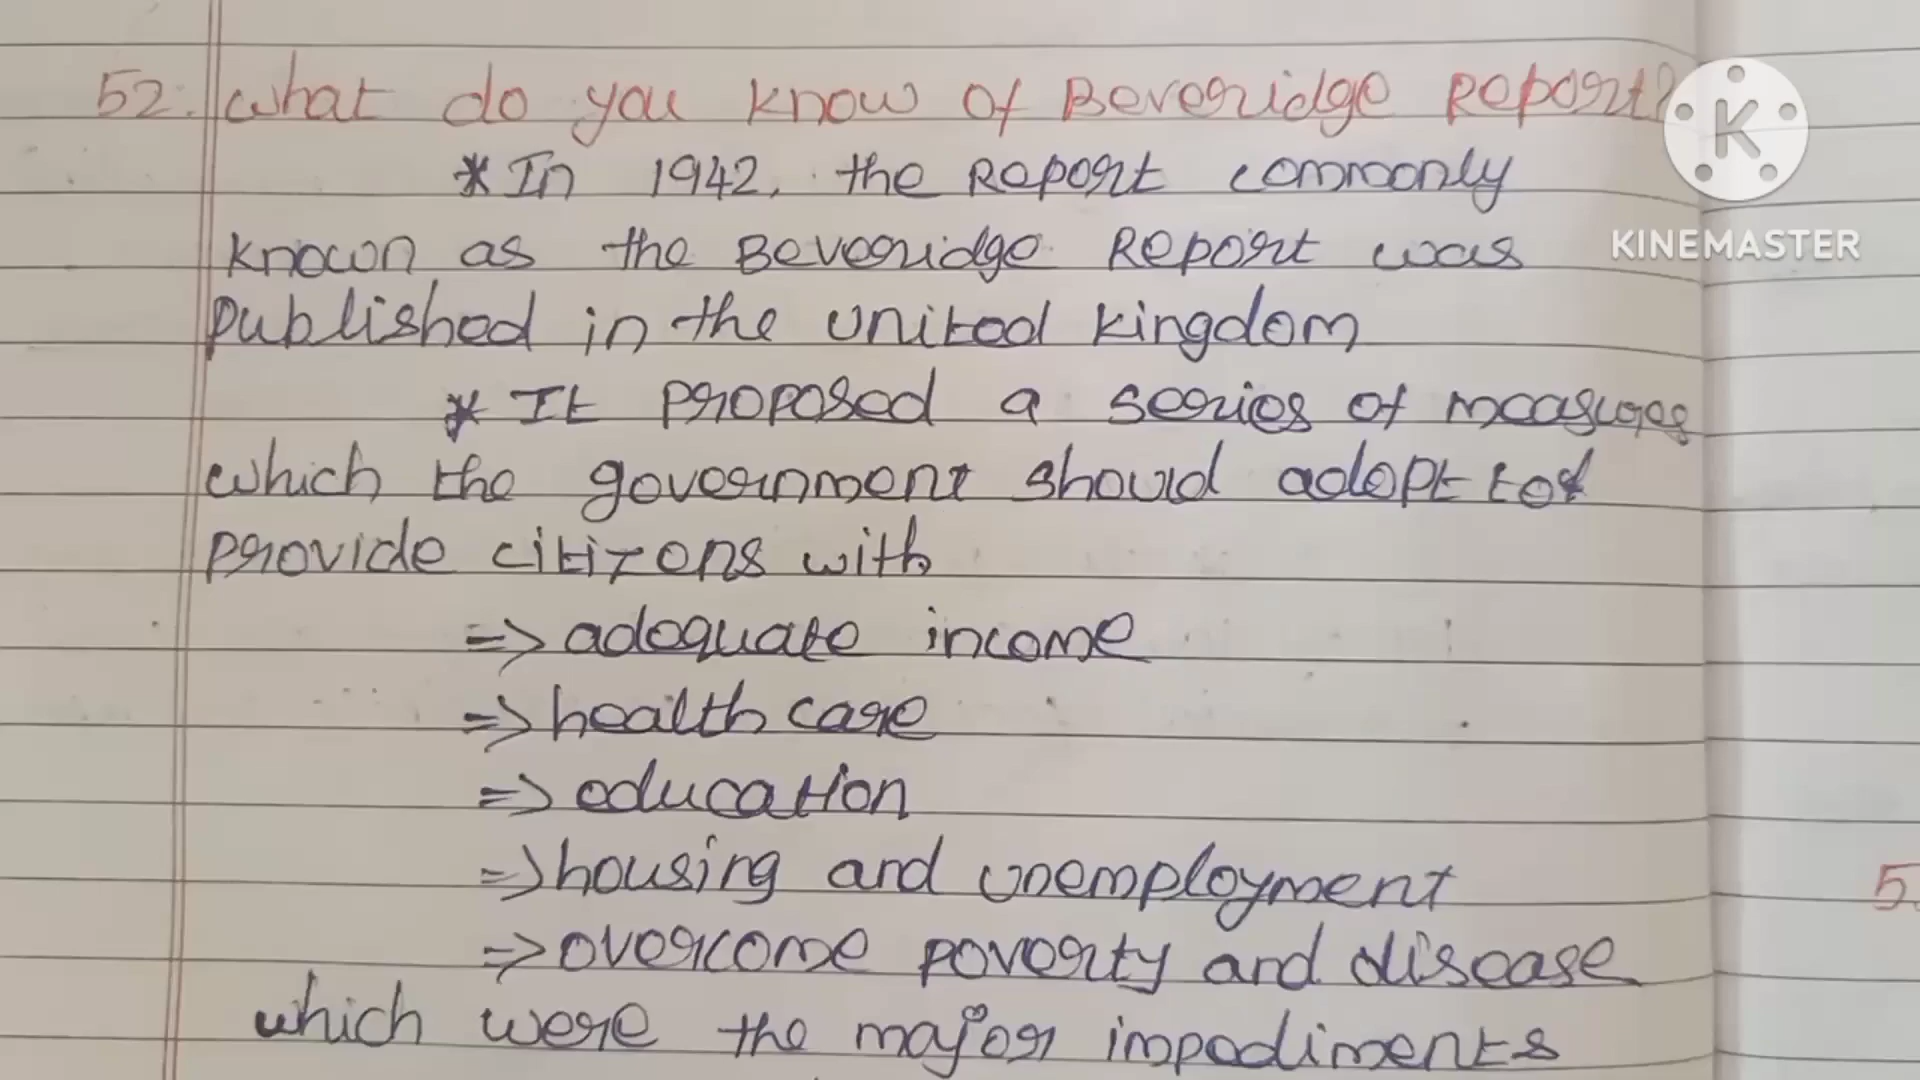 52. What do you know of Beveridge Report?
* In 1942, the Report commonly
known as the Beveridge Report was
published in the United kingdom
* It proposed a series of measures
which the government should adopt to
provide citizens with
=> adequate income
=> health care
=> education
=> housing and unemployment
=> overcome poverty and disease
which were the major impediments
K
KINEMASTER
5